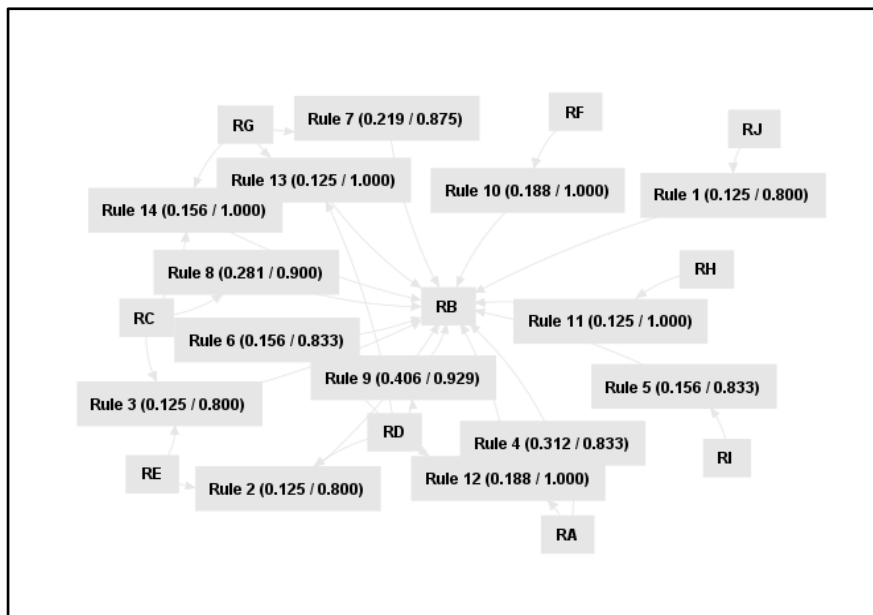 RF
RG
Rule 7 (0.219 / 0.875)
RJ
Rule 13 (0.125 / 1.000)
Rule 10 (0.188 / 1.000)
Rule 1 (0.125 / 0.800)
Rule 14 (0.156 / 1.000)
RH
Rule 8 (0.281 / 0.900)
RB
RC
Rule 11 (0.125 / 1.000)
Rule 6 (0.156 / 0.833)
Rule 9 (0.406 / 0.929)
Rule 5 (0.156 / 0.833)
Rule 3 (0.125 / 0.800)
RD
Rule 4 (0.312 / 0.833)
RI
RE
Rule 12 (0.188 / 1.000)
Rule 2 (0.125 / 0.800)
RA